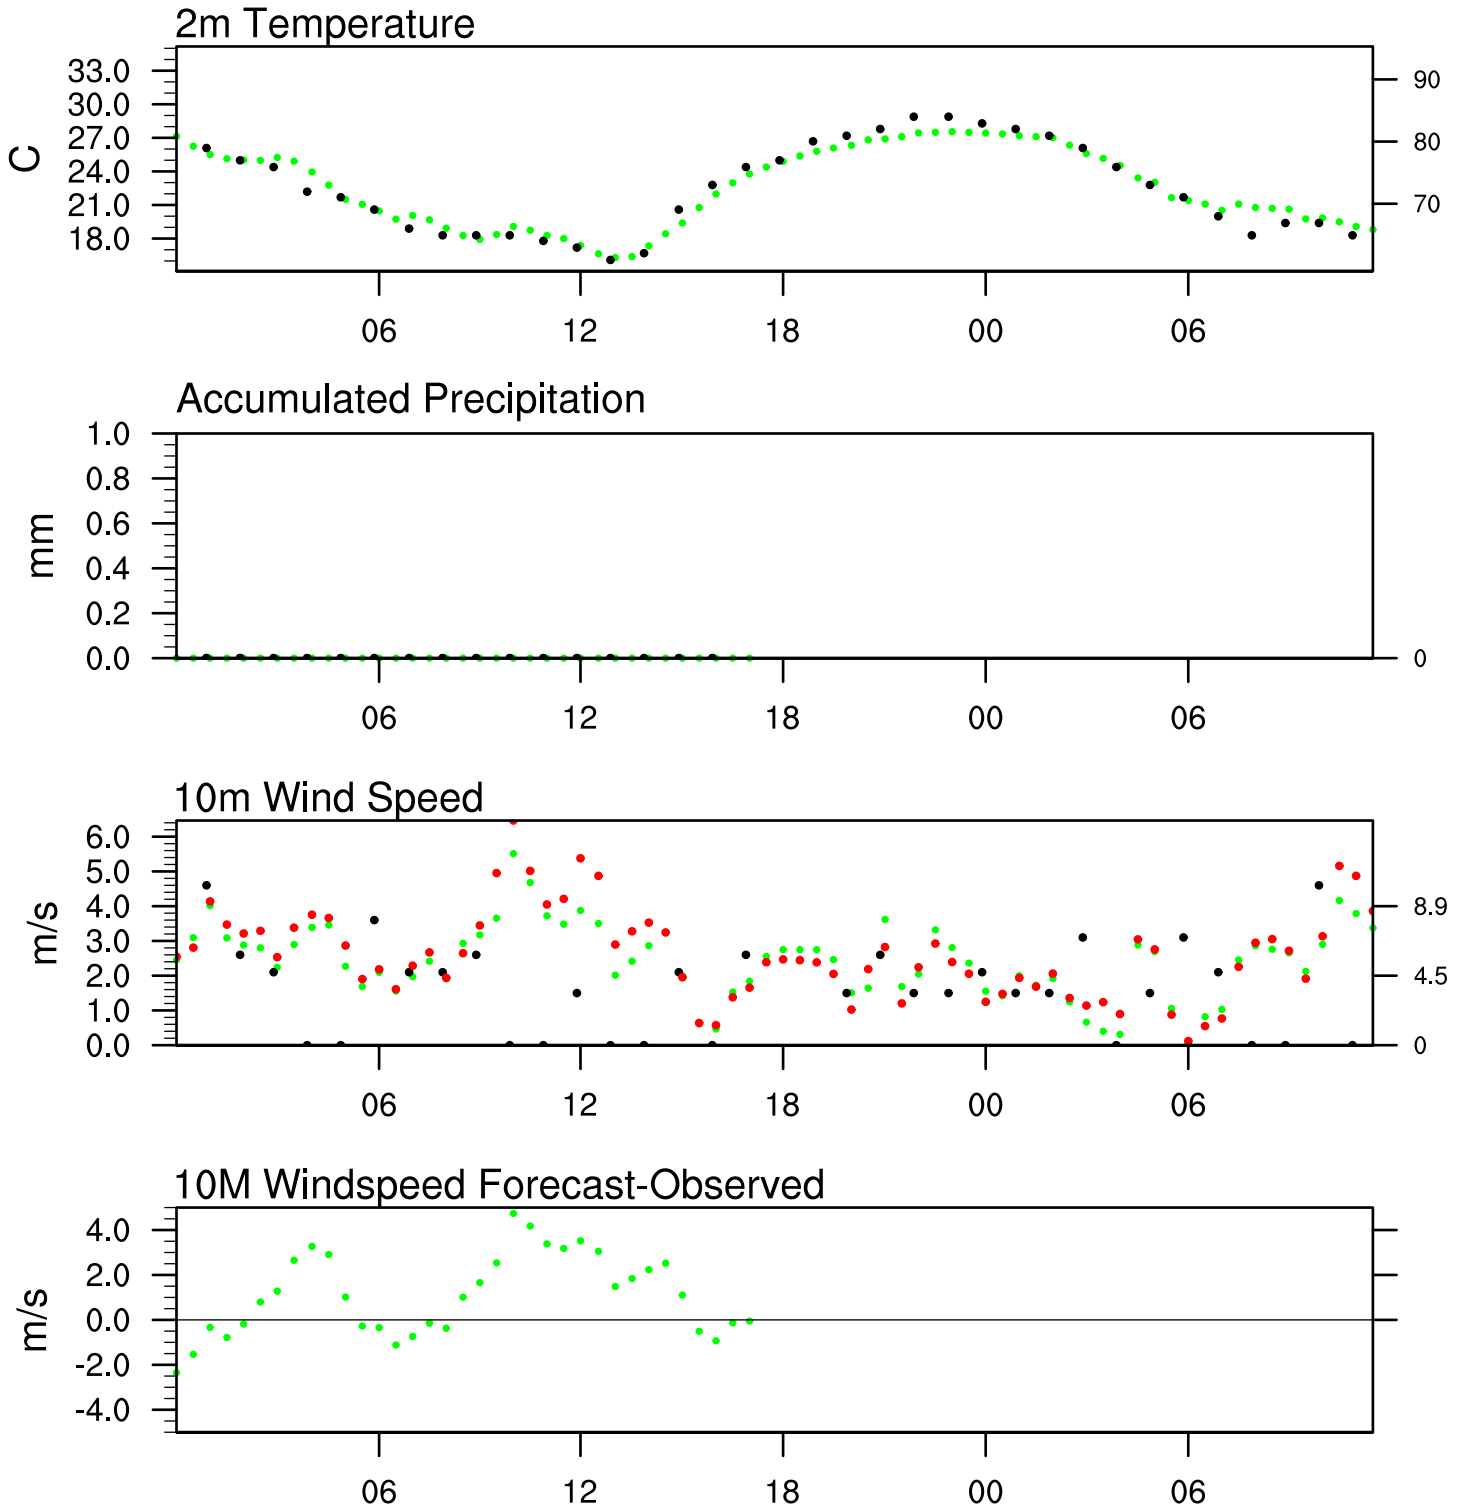 2m Temperature
33.0
30.0
27.0
24.0
21.0
18.0
C
90
80
70
06 12 18 00 06
Accumulated Precipitation
1.0
0.8
0.6
0.4
0.2
0.0
mm
0
06 12 18 00 06
10m Wind Speed
6.0
5.0
4.0
3.0
2.0
1.0
0.0
m/s
8.9
4.5
0
06 12 18 00 06
10M Windspeed Forecast-Observed
4.0
2.0
0.0
-2.0
-4.0
m/s
06 12 18 00 06